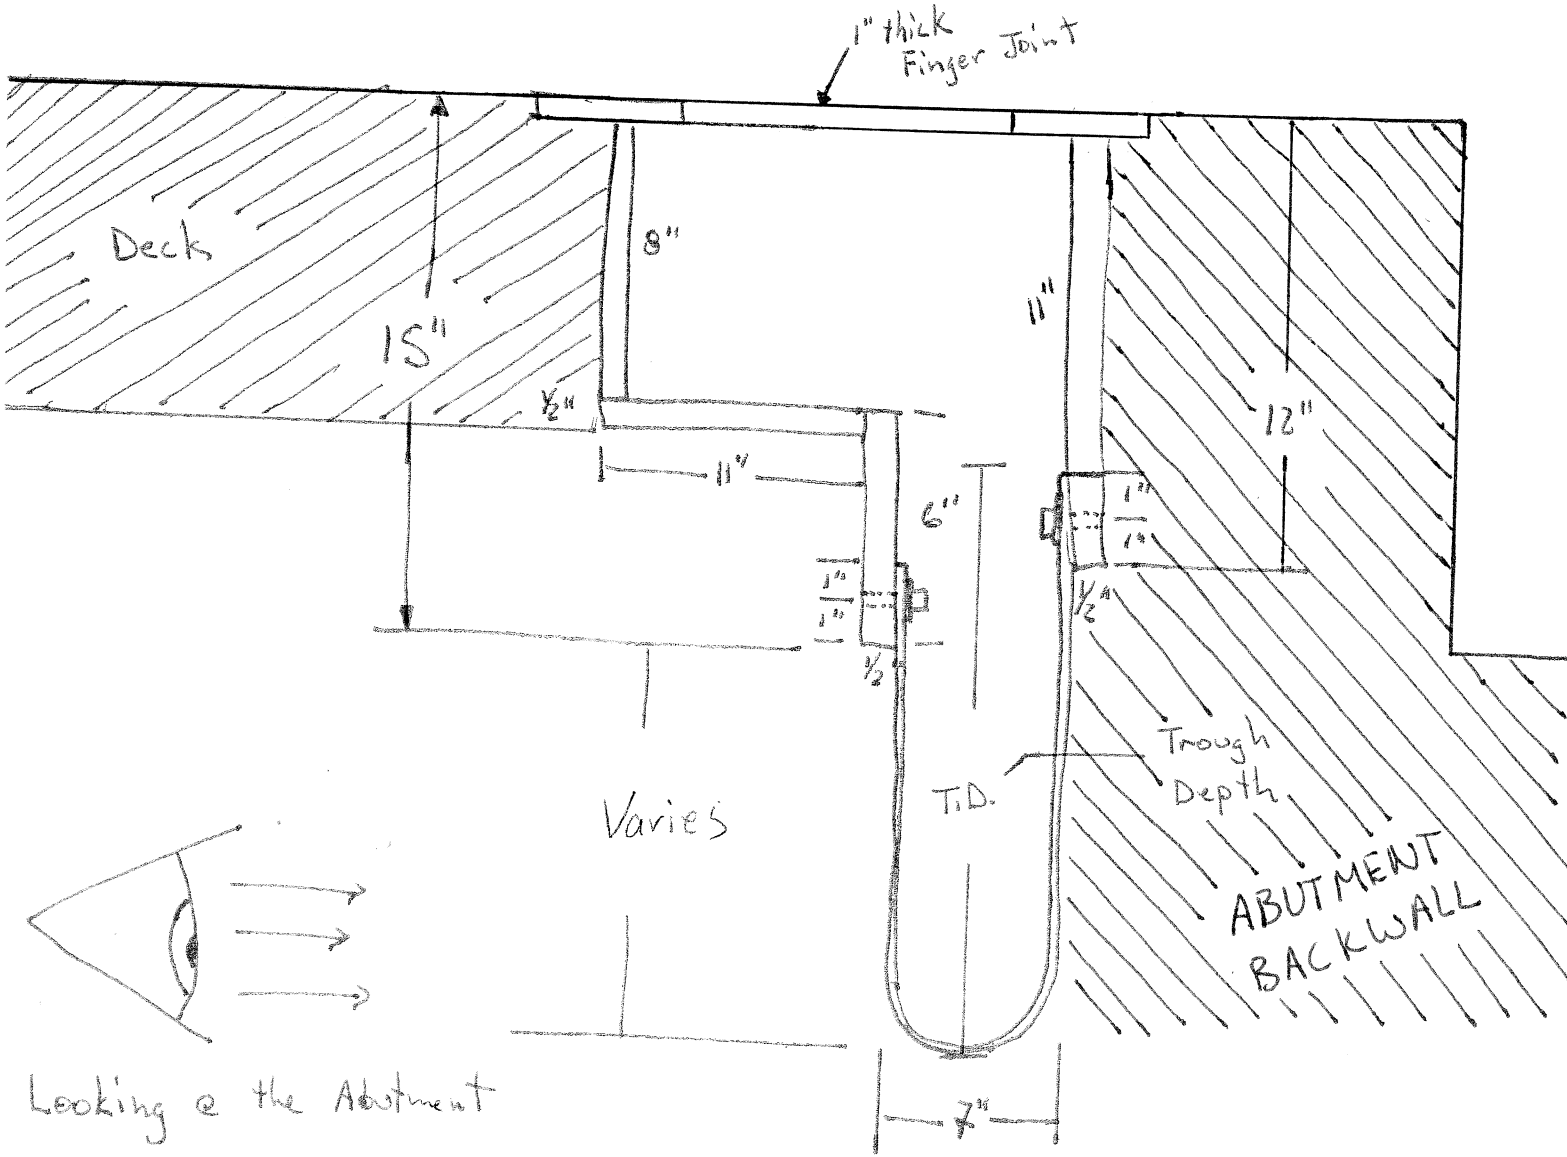 1" thick
Finger Joint
Deck
8"
15"
11"
12"
1/2"
11"
6"
1"
1"
1"
1"
1/2
1/2"
Trough
Depth
T.D.
Varies
ABUTMENT
BACKWALL
7"
Looking @ the Abutment